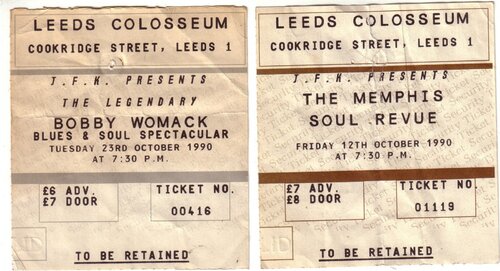 LEEDS COLOSSEUM
COOKRIDGE STREET, LEEDS 1
J.F.K. PRESENTS
THE LEGENDARY
BOBBY WOMACK
BLUES & SOUL SPECTACULAR
TUESDAY 23RD OCTOBER 1990
AT 7:30 P.M.
£6 ADV.
£7 DOOR
TICKET NO.
00416
TO BE RETAINED
LEEDS COLOSSEUM
COOKRIDGE STREET, LEEDS 1
J.F.K. PRESENTS
THE MEMPHIS
SOUL REVUE
FRIDAY 12TH OCTOBER 1990
AT 7:30 P.M.
£7 ADV.
£8 DOOR
TICKET NO.
01119
TO BE RETAINED